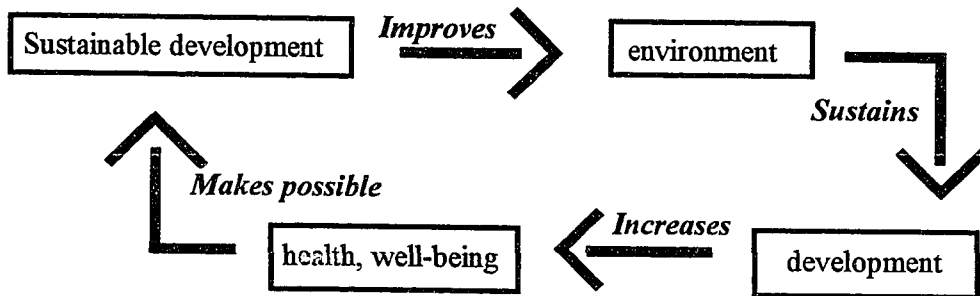 Sustainable development
Improves
environment
Sustains
development
Increases
health, well-being
Makes possible